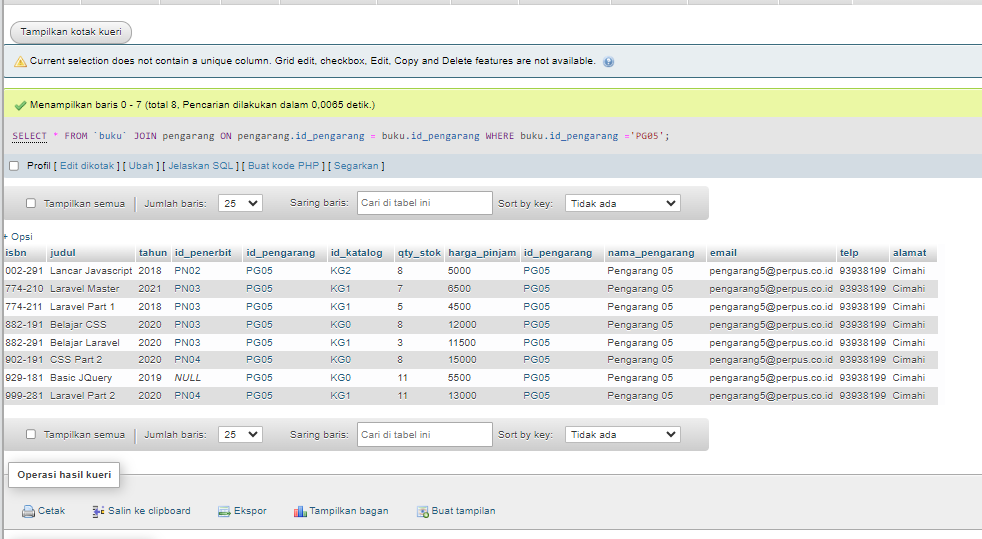 Tampilkan kotak kueri
Current selection does not contain a unique column. Grid edit, checkbox, Edit, Copy and Delete features are not available.
Menampilkan baris 0 - 7 (total 8, Pencarian dilakukan dalam 0,0065 detik.)
SELECT * FROM `buku` JOIN pengarang ON pengarang.id_pengarang = buku.id_pengarang WHERE buku.id_pengarang ='PG05';
Profil [ Edit dikotak ] [ Ubah ] [ Jelaskan SQL ] [ Buat kode PHP ] [ Segarkan ]
Tampilkan semua | Jumlah baris: 25 Saring baris: Cari di tabel ini Sort by key: Tidak ada
+ Opsi
isbn judul tahun id_penerbit id_pengarang id_katalog qty_stok harga_pinjam id_pengarang nama_pengarang email telp alamat
002-291 Lancar Javascript 2018 PN02 PG05 KG2 8 5000 PG05 Pengarang 05 pengarang5@perpus.co.id 93938199 Cimahi
774-210 Laravel Master 2021 PN03 PG05 KG1 7 6500 PG05 Pengarang 05 pengarang5@perpus.co.id 93938199 Cimahi
774-211 Laravel Part 1 2018 PN03 PG05 KG1 5 4500 PG05 Pengarang 05 pengarang5@perpus.co.id 93938199 Cimahi
882-191 Belajar CSS 2020 PN03 PG05 KG0 8 12000 PG05 Pengarang 05 pengarang5@perpus.co.id 93938199 Cimahi
882-291 Belajar Laravel 2020 PN03 PG05 KG1 3 11500 PG05 Pengarang 05 pengarang5@perpus.co.id 93938199 Cimahi
902-191 CSS Part 2 2020 PN04 PG05 KG0 8 15000 PG05 Pengarang 05 pengarang5@perpus.co.id 93938199 Cimahi
929-181 Basic JQuery 2019 NULL PG05 KG0 11 5500 PG05 Pengarang 05 pengarang5@perpus.co.id 93938199 Cimahi
999-281 Laravel Part 2 2020 PN04 PG05 KG1 11 13000 PG05 Pengarang 05 pengarang5@perpus.co.id 93938199 Cimahi
Tampilkan semua | Jumlah baris: 25 Saring baris: Cari di tabel ini Sort by key: Tidak ada
Operasi hasil kueri
Cetak Salin ke clipboard Ekspor Tampilkan bagan Buat tampilan